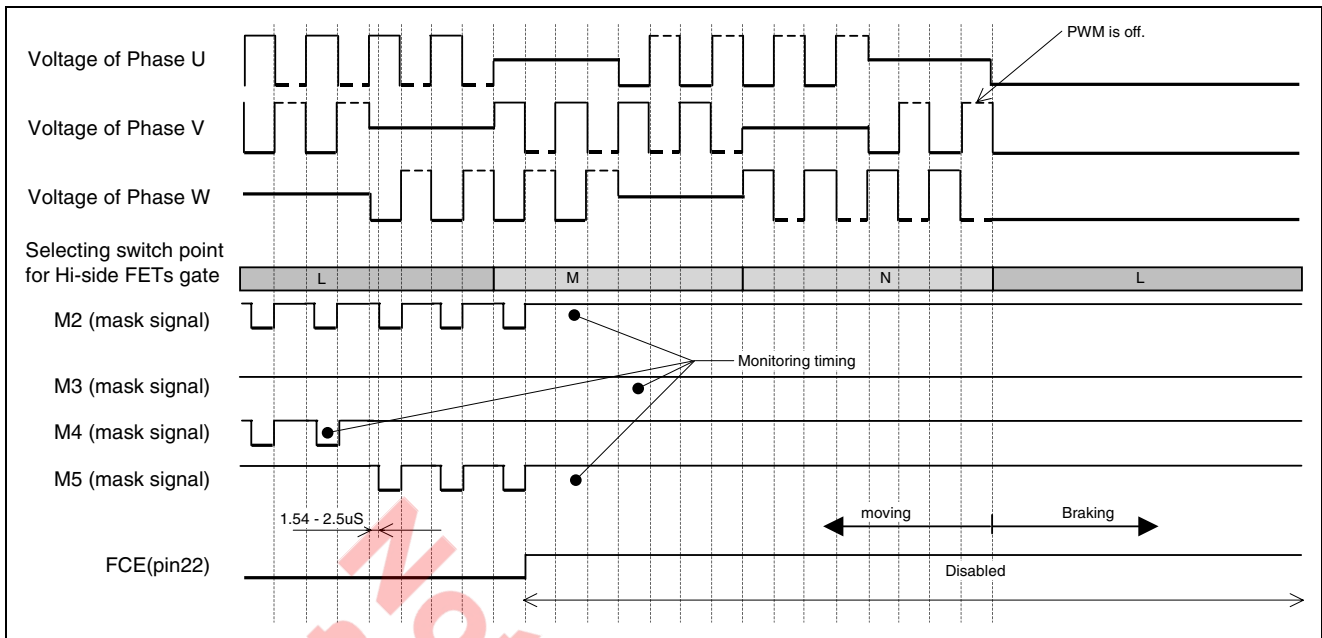 Voltage of Phase U
PWM is off.
Voltage of Phase V
Voltage of Phase W
Selecting switch point
for Hi-side FETs gate
L
M
N
L
M2 (mask signal)
Monitoring timing
M3 (mask signal)
M4 (mask signal)
M5 (mask signal)
1.54 - 2.5uS
moving
Braking
FCE(pin22)
Disabled
No